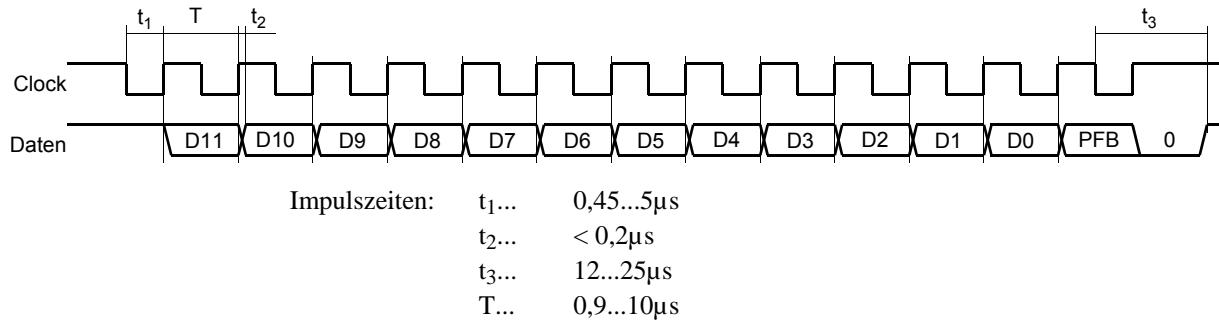 t1 T t2 t3
Clock
Daten D11 D10 D9 D8 D7 D6 D5 D4 D3 D2 D1 D0 PFB 0
Impulszeiten: t1... 0,45...5µs
t2... < 0,2µs
t3... 12...25µs
T... 0,9...10µs